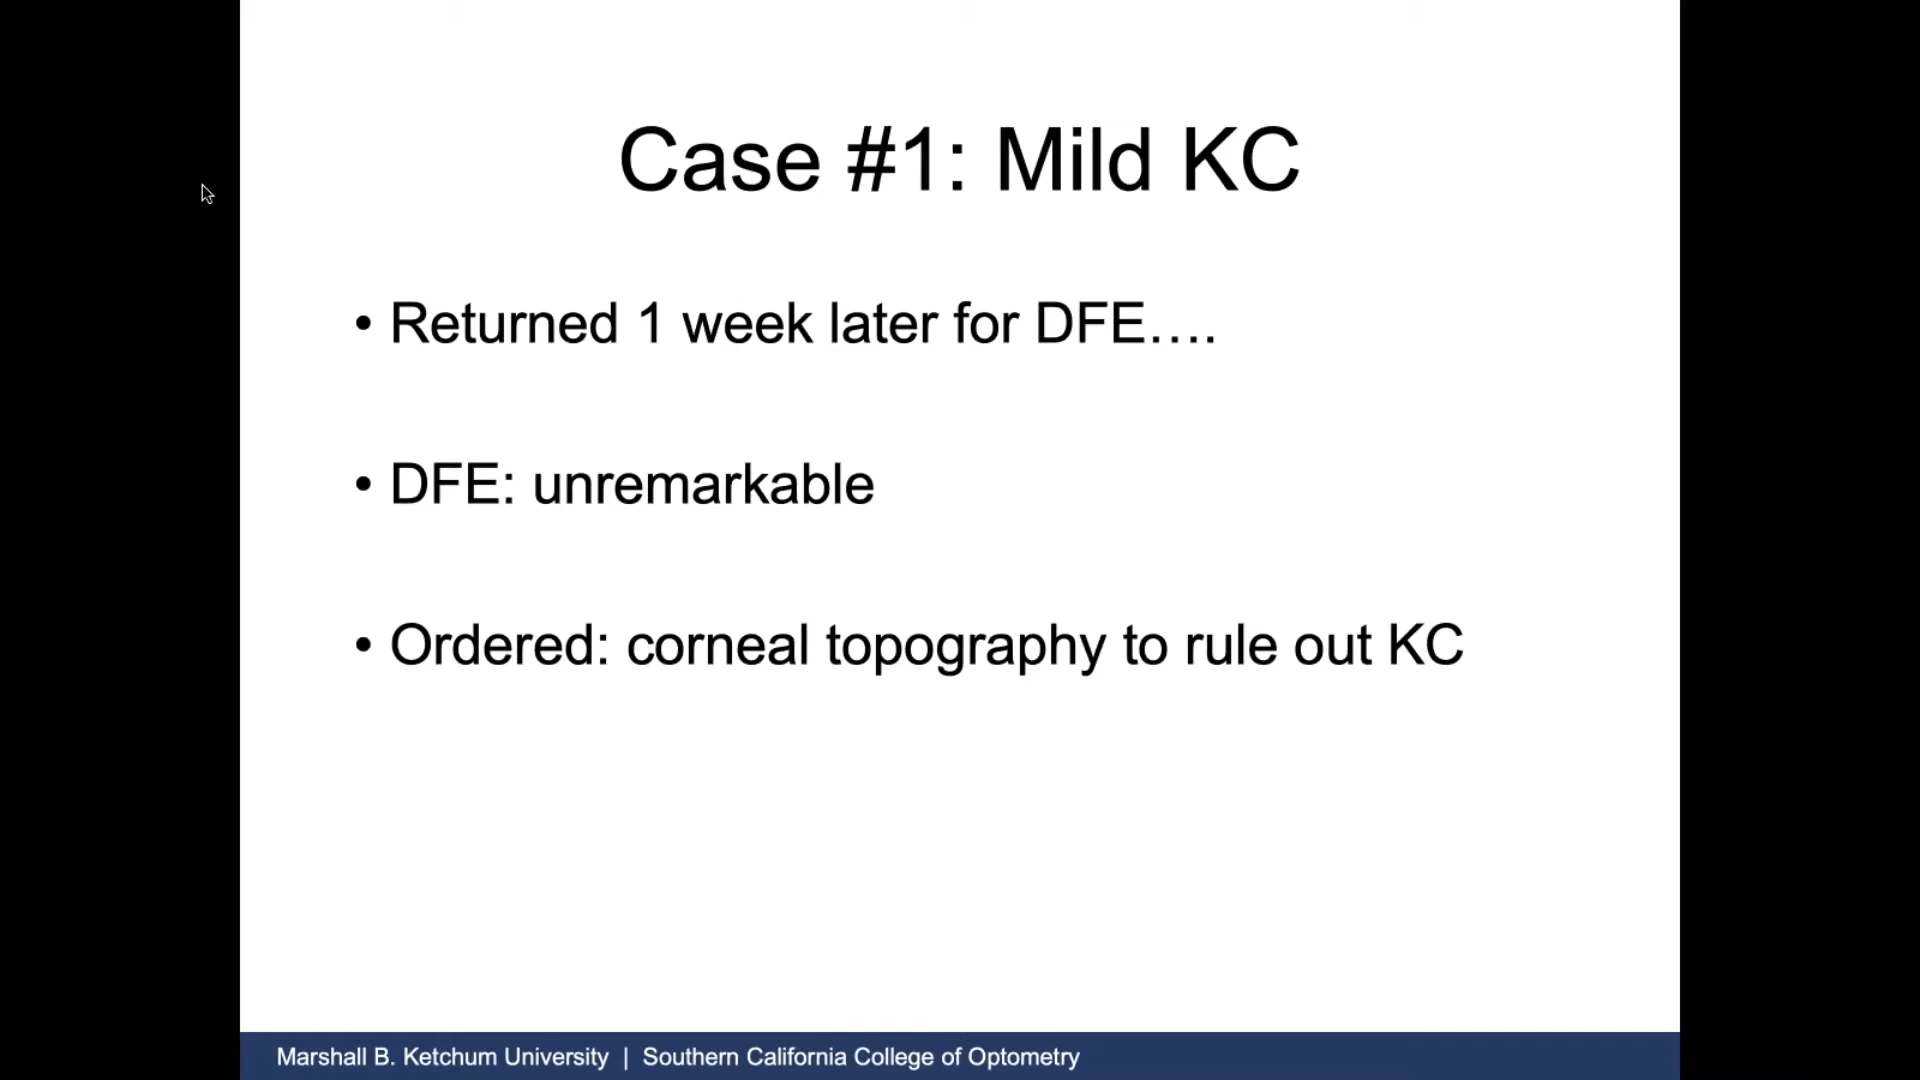 Case #1: Mild KC
• Returned 1 week later for DFE....
• DFE: unremarkable
• Ordered: corneal topography to rule out KC
Marshall B. Ketchum University | Southern California College of Optometry